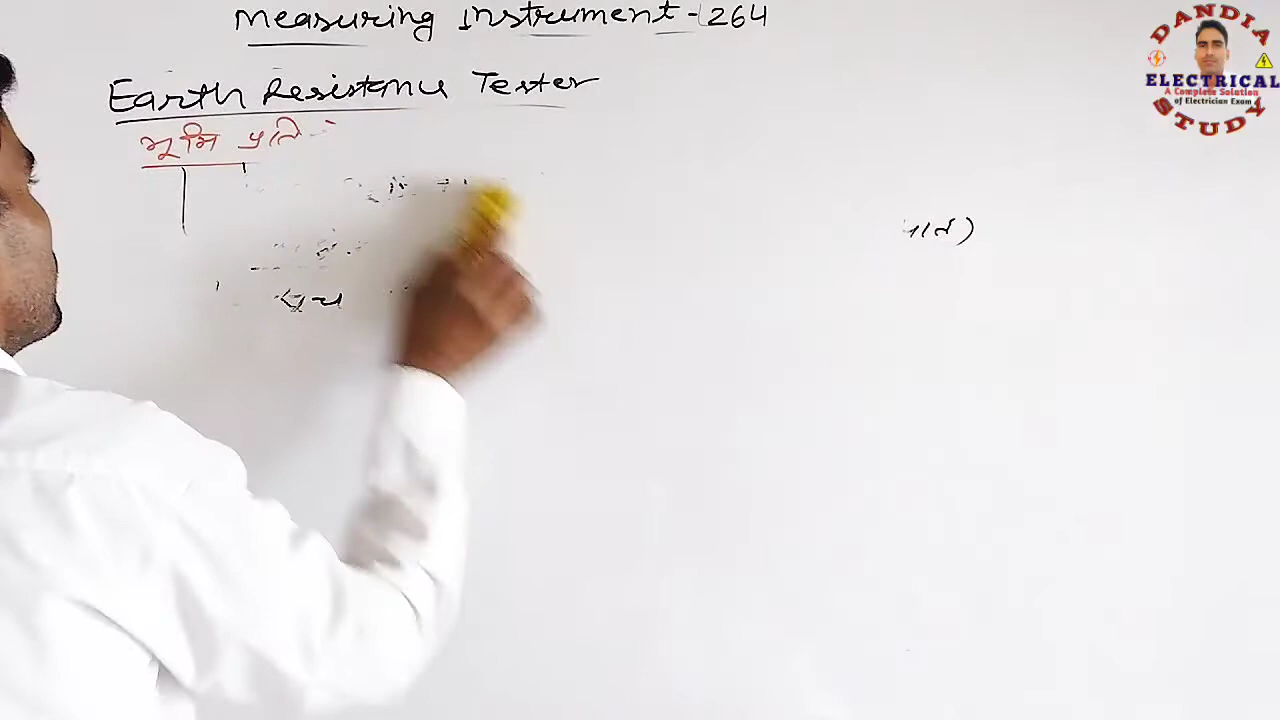 Measuring Instrument - 264
Earth Resistance Tester
भूमि प्रति
DANDIA
ELECTRICAL
A Complete Solution
of Electrician Exam
STUDY